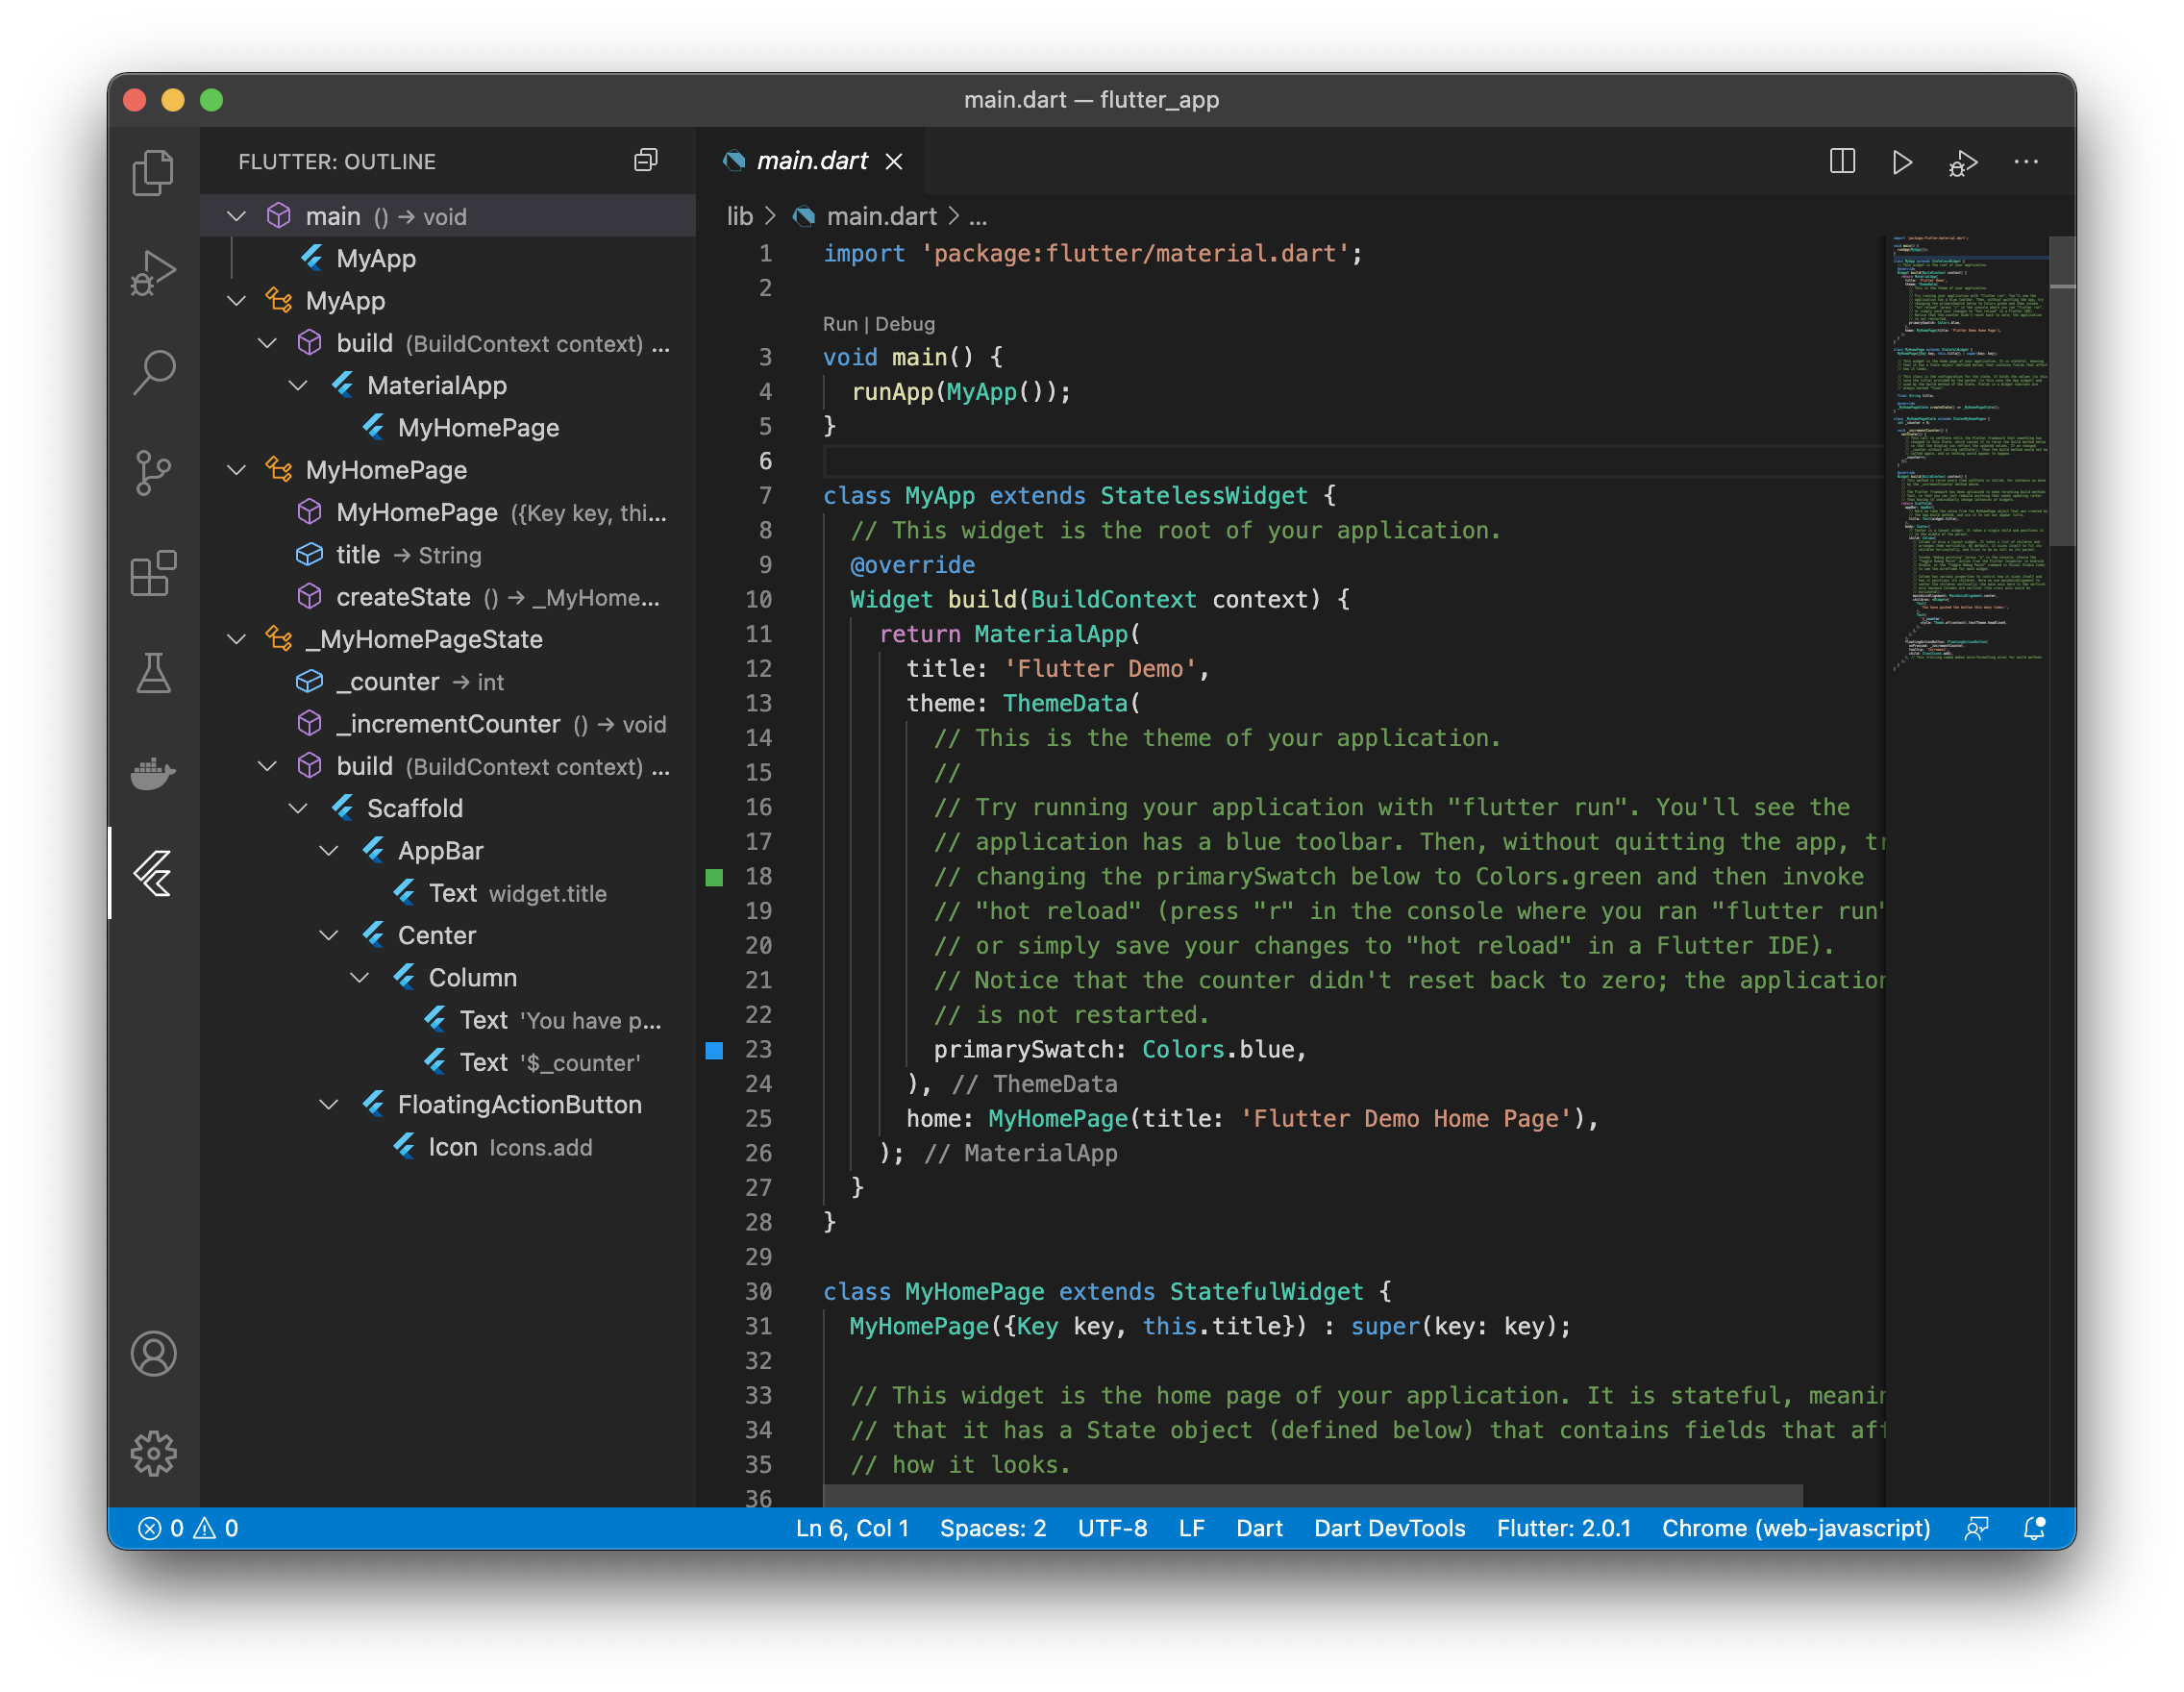 main.dart — flutter_app
FLUTTER: OUTLINE
main () → void
MyApp
MyApp
build (BuildContext context) ...
MaterialApp
MyHomePage
MyHomePage
MyHomePage ({Key key, thi...
title → String
createState () → _MyHome...
_MyHomePageState
_counter → int
_incrementCounter () → void
build (BuildContext context) ...
Scaffold
AppBar
Text widget.title
Center
Column
Text 'You have p...
Text '$_counter'
FloatingActionButton
Icon Icons.add
main.dart
lib > main.dart > ...
1 import 'package:flutter/material.dart';
2
Run | Debug
3 void main() {
4 runApp(MyApp());
5 }
6
7 class MyApp extends StatelessWidget {
8 // This widget is the root of your application.
9 @override
10 Widget build(BuildContext context) {
11 return MaterialApp(
12 title: 'Flutter Demo',
13 theme: ThemeData(
14 // This is the theme of your application.
15 //
16 // Try running your application with "flutter run". You'll see the
17 // application has a blue toolbar. Then, without quitting the app, tr
18 // changing the primarySwatch below to Colors.green and then invoke
19 // "hot reload" (press "r" in the console where you ran "flutter run"
20 // or simply save your changes to "hot reload" in a Flutter IDE).
21 // Notice that the counter didn't reset back to zero; the application
22 // is not restarted.
23 primarySwatch: Colors.blue,
24 ), // ThemeData
25 home: MyHomePage(title: 'Flutter Demo Home Page'),
26 ); // MaterialApp
27 }
28 }
29
30 class MyHomePage extends StatefulWidget {
31 MyHomePage({Key key, this.title}) : super(key: key);
32
33 // This widget is the home page of your application. It is stateful, meanin
34 // that it has a State object (defined below) that contains fields that aff
35 // how it looks.
36
0 0
Ln 6, Col 1 Spaces: 2 UTF-8 LF Dart Dart DevTools Flutter: 2.0.1 Chrome (web-javascript)